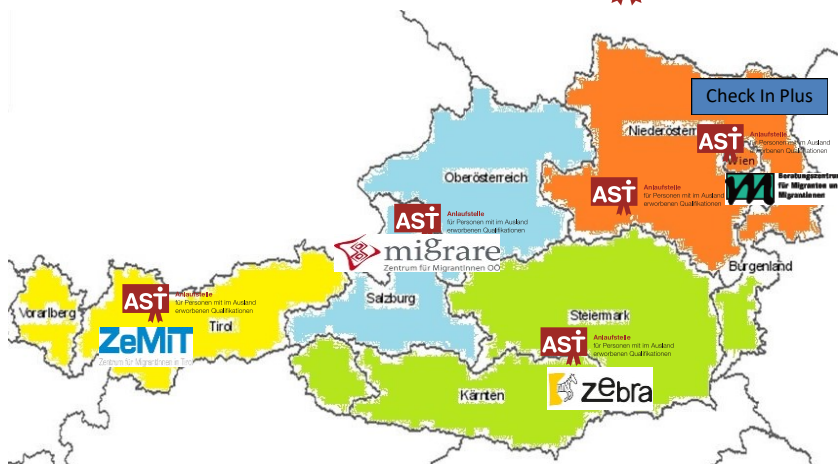 Check In Plus
Niederösterr
AST
Anlaufstelle
für Personen mit im Ausland
erworbenen Qualifikationen
Wien
Beratungszentrum
für Migranten un
Migrantinnen
Oberösterreich
AST
Anlaufstelle
für Personen mit im Ausland
erworbenen Qualifikationen
AST
Anlaufstelle
für Personen mit im Ausland
erworbenen Qualifikationen
migrare
Zentrum für MigrantInnen OÖ
Burgenland
AST
Anlaufstelle
für Personen mit im Ausland
erworbenen Qualifikationen
Vorarlberg
Tirol
Salzburg
Steiermark
ZeMiT
Zentrum für MigrantInnen in Tirol
AST
Anlaufstelle
für Personen mit im Ausland
erworbenen Qualifikationen
zebra
Kärnten